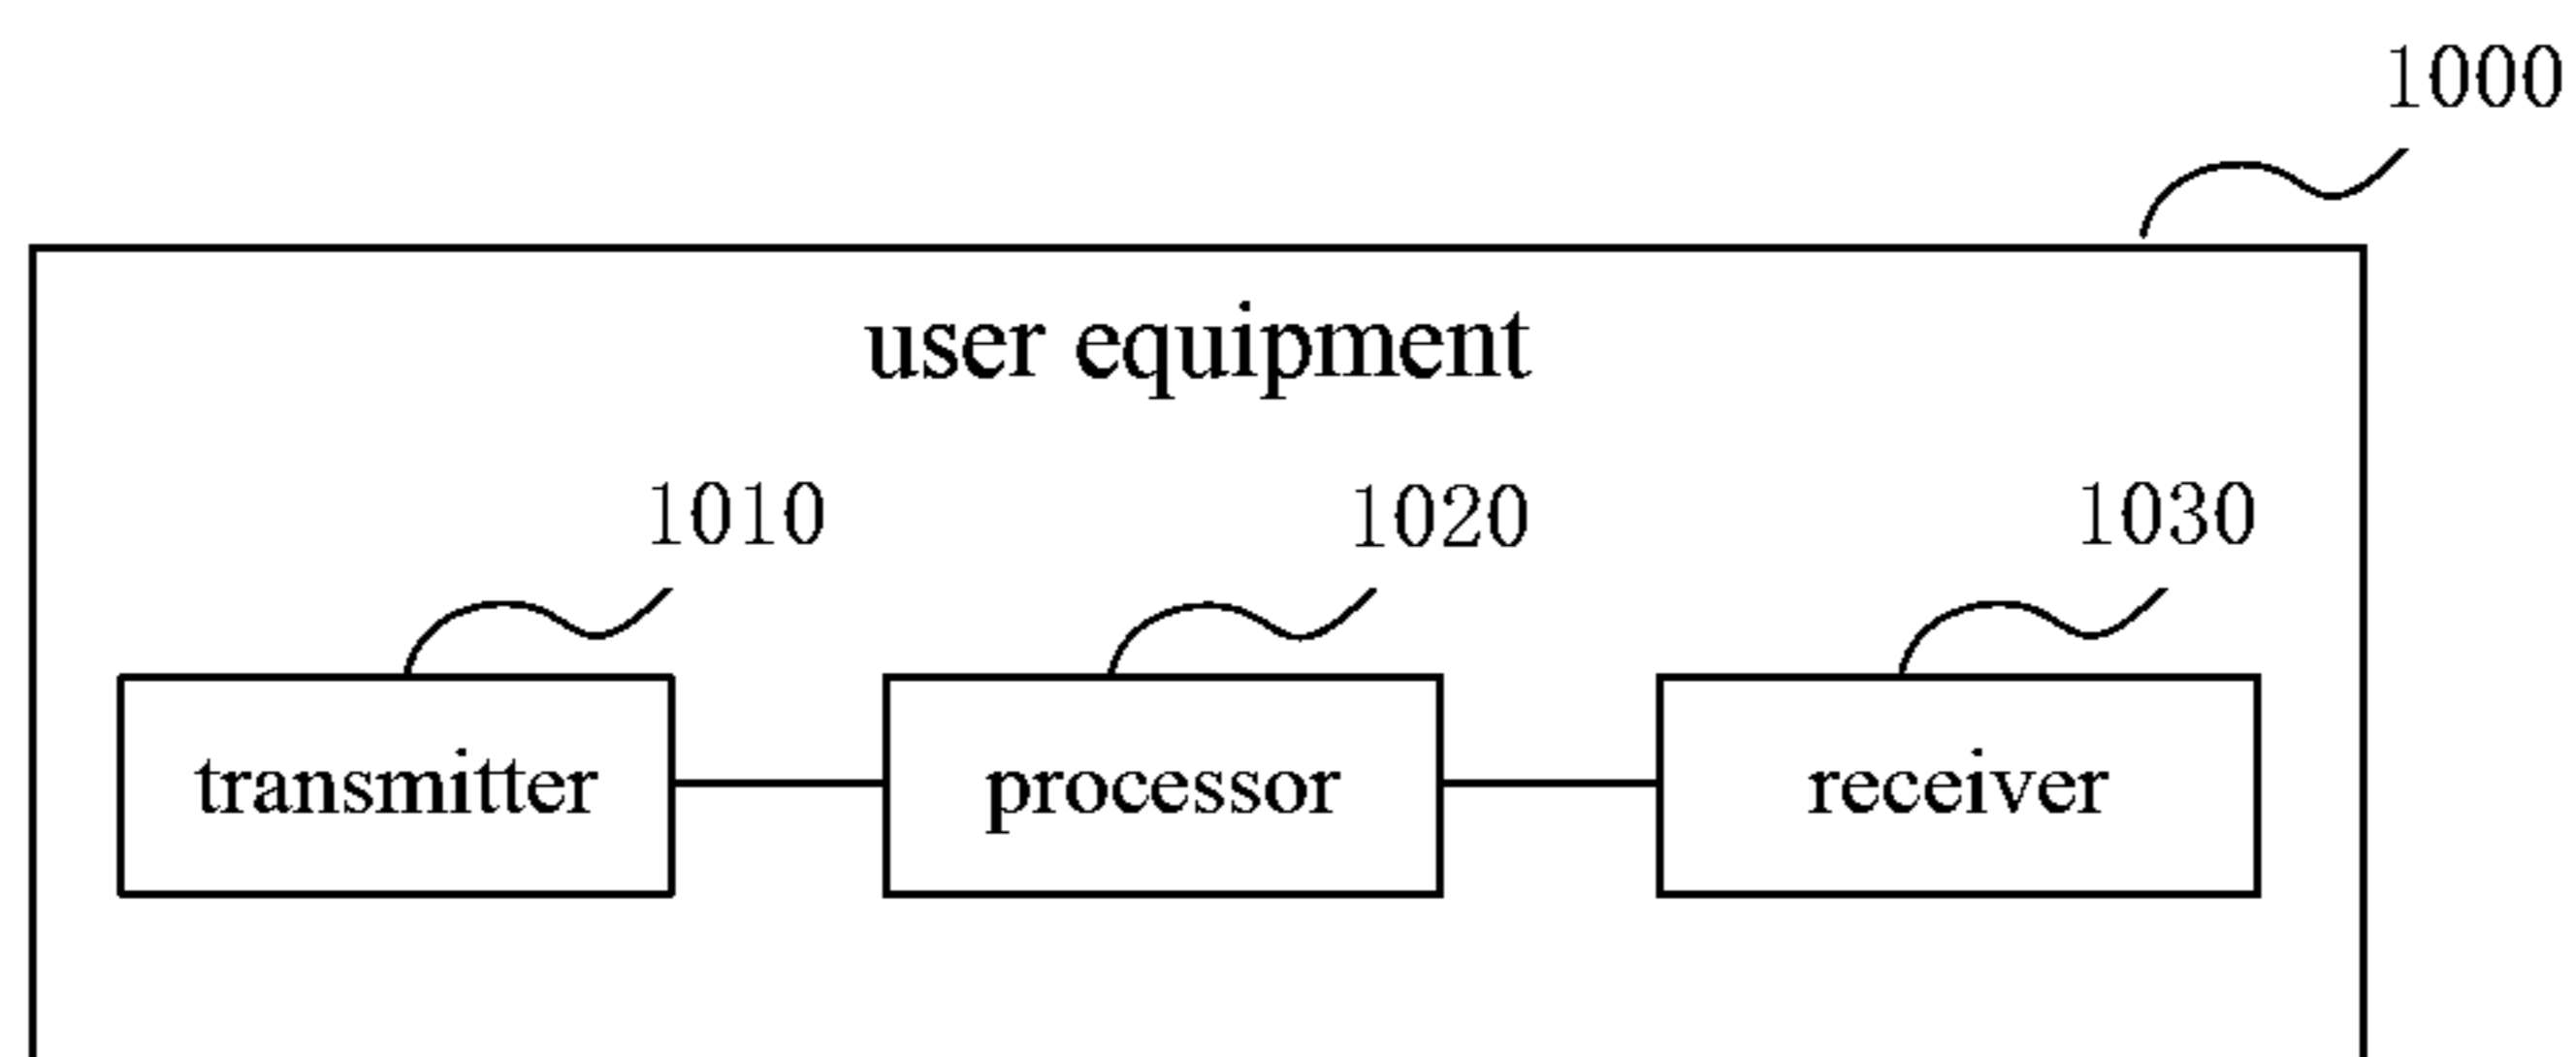 1000
user equipment
1010 1020 1030
transmitter processor receiver